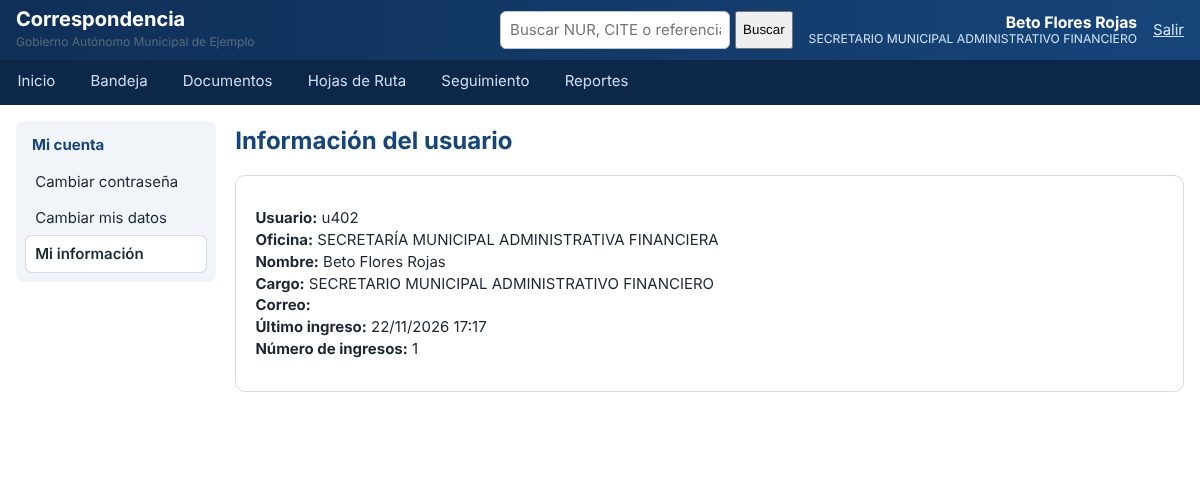 Correspondencia
Gobierno Autónomo Municipal de Ejemplo
Buscar NUR, CITE o referencia
Buscar
Beto Flores Rojas
SECRETARIO MUNICIPAL ADMINISTRATIVO FINANCIERO
Salir
Inicio Bandeja Documentos Hojas de Ruta Seguimiento Reportes
Mi cuenta
Cambiar contraseña
Cambiar mis datos
Mi información
Información del usuario
Usuario: u402
Oficina: SECRETARÍA MUNICIPAL ADMINISTRATIVA FINANCIERA
Nombre: Beto Flores Rojas
Cargo: SECRETARIO MUNICIPAL ADMINISTRATIVO FINANCIERO
Correo:
Último ingreso: 22/11/2026 17:17
Número de ingresos: 1